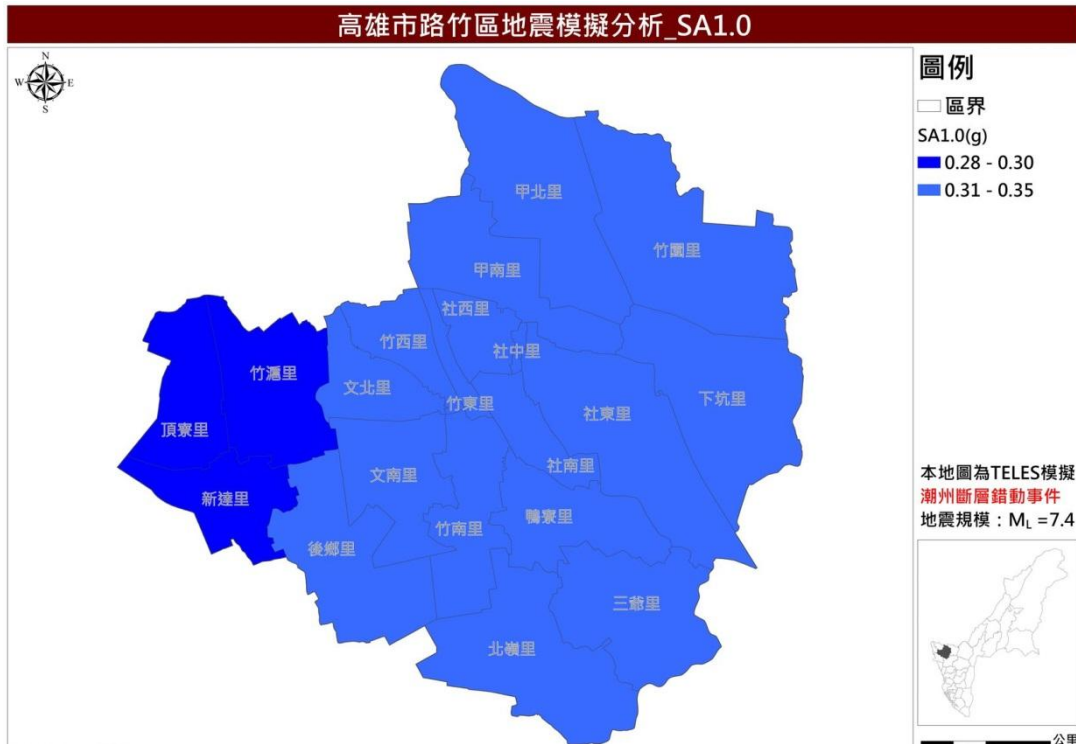 高雄市路竹區地震模擬分析_SA1.0
N
W E
S
圖例
區界
SA1.0(g)
0.28 - 0.30
0.31 - 0.35
甲北里
竹園里
甲南里
社西里
竹西里
社中里
竹滬里
文北里
竹東里
社東里
下坑里
頂寮里
社南里
文南里
新達里
竹南里
鴨寮里
後鄉里
三爺里
北嶺里
本地圖為TELES模擬
潮州斷層錯動事件
地震規模：ML =7.4
公里